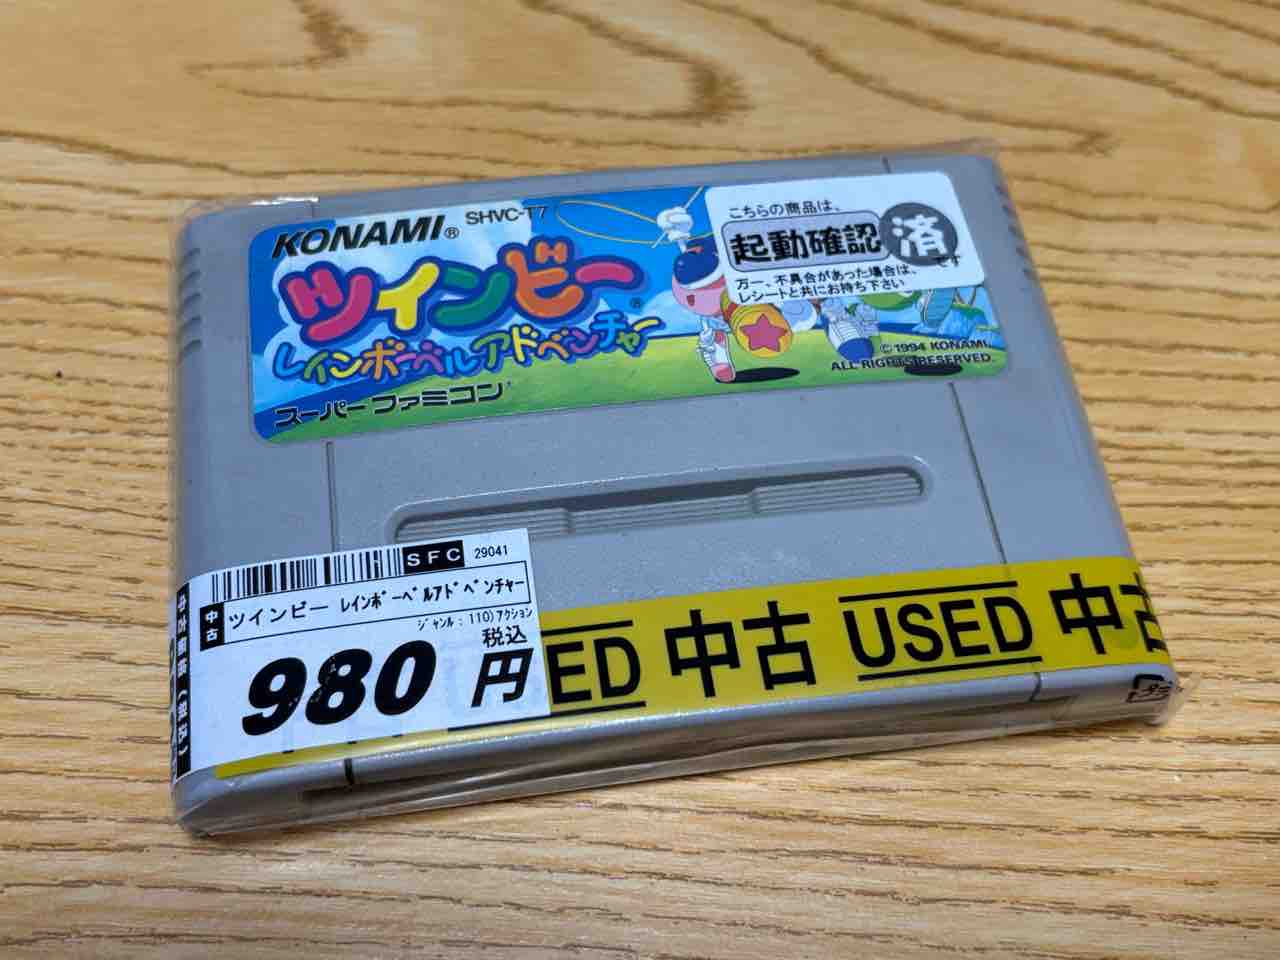 KONAMI® SHVC-T7
ツインビー®
レインボーベルアドベンチャー
スーパーファミコン
こちらの商品は、
起動確認済です
万一、不具合があった場合は、
レシートと共にお持ち下さい
©1994 KONAMI.
ALL RIGHTS RESERVED.
SFC 29041
中古 ツインビー ﾚｲﾝﾎﾞｰﾍﾞﾙｱﾄﾞﾍﾞﾝﾁｬｰ
ｼﾞｬﾝﾙ：110)ｱｸｼｮﾝ
980円 税込
ED 中古 USED 中古